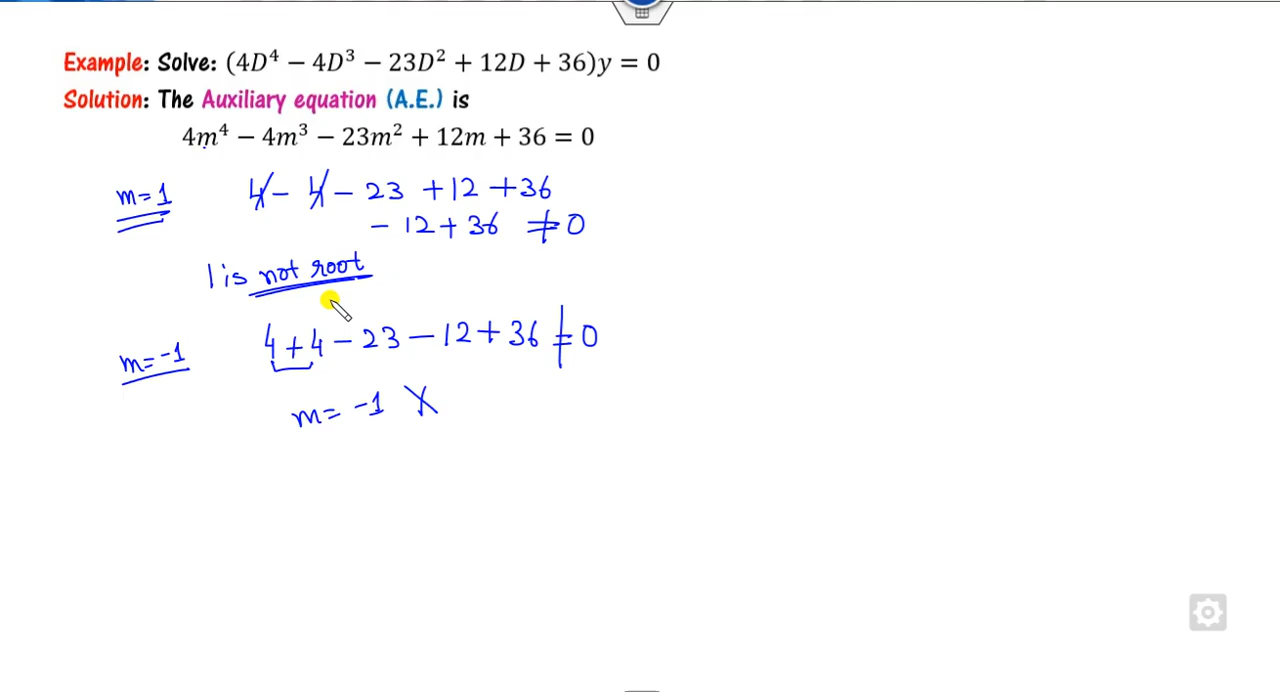 Example: Solve: (4D⁴ − 4D³ − 23D² + 12D + 36)y = 0
Solution: The Auxiliary equation (A.E.) is
4m⁴ − 4m³ − 23m² + 12m + 36 = 0
m=1 4 − 4 − 23 +12 +36
− 12 + 36 ≠ 0
1 is not root
m=-1 4 + 4 − 23 − 12 + 36 ≠ 0
m= -1 X